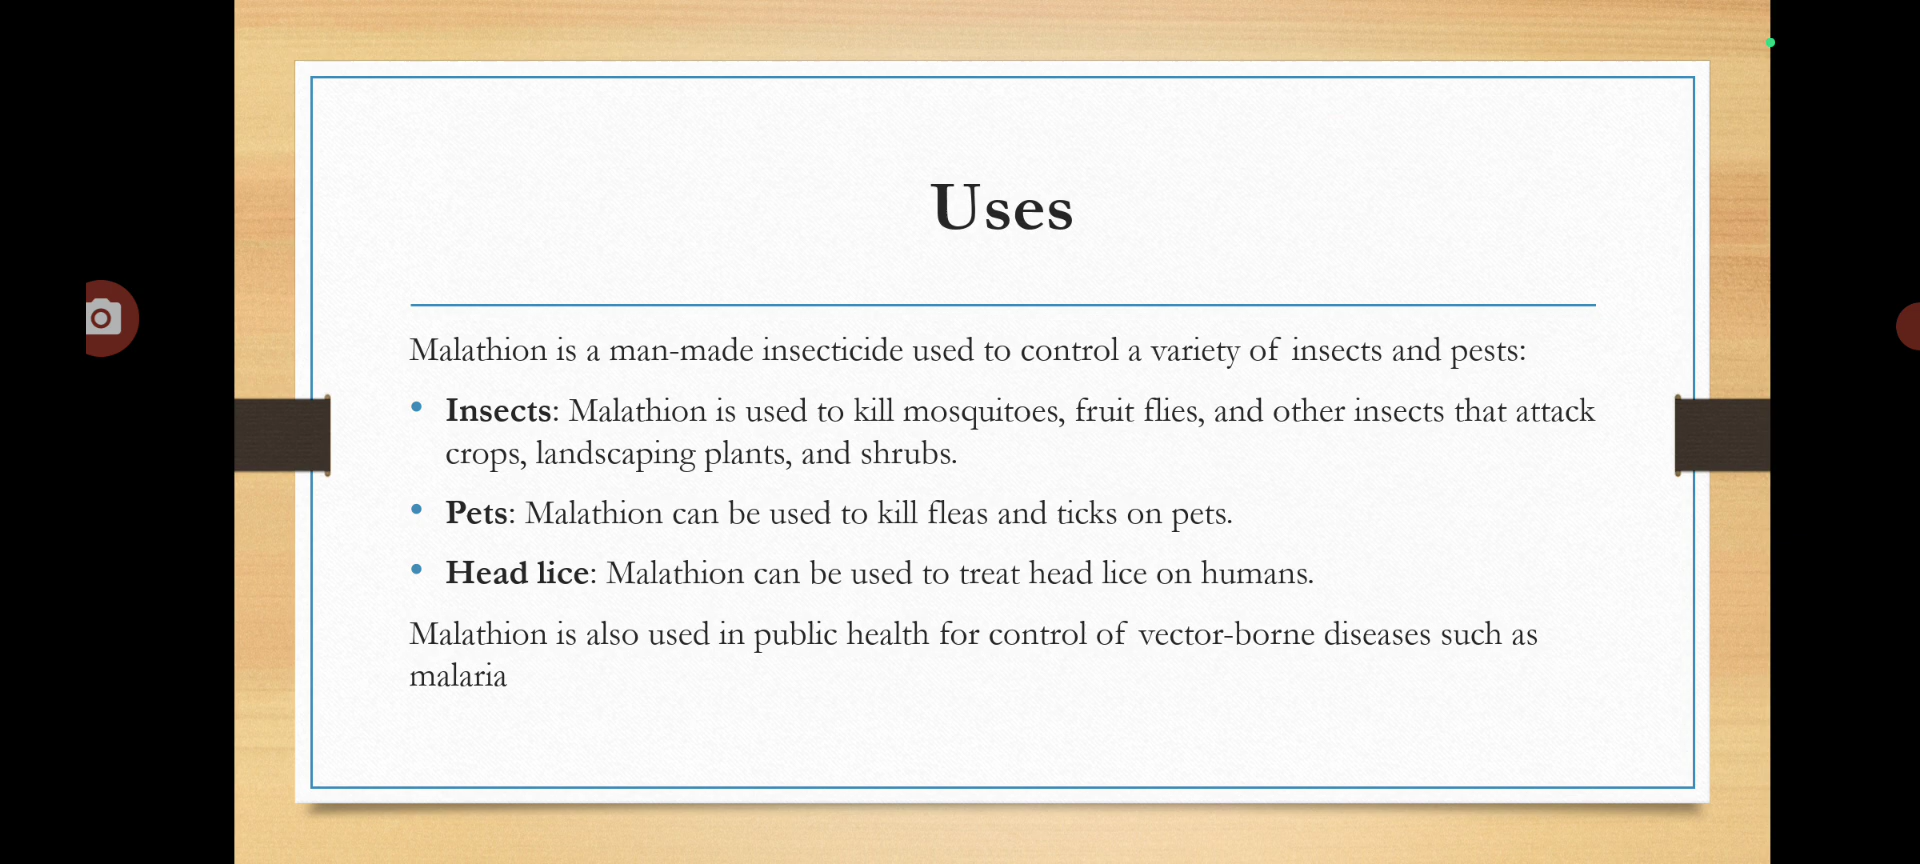 Uses
Malathion is a man-made insecticide used to control a variety of insects and pests:
• Insects: Malathion is used to kill mosquitoes, fruit flies, and other insects that attack
crops, landscaping plants, and shrubs.
• Pets: Malathion can be used to kill fleas and ticks on pets.
• Head lice: Malathion can be used to treat head lice on humans.
Malathion is also used in public health for control of vector-borne diseases such as
malaria